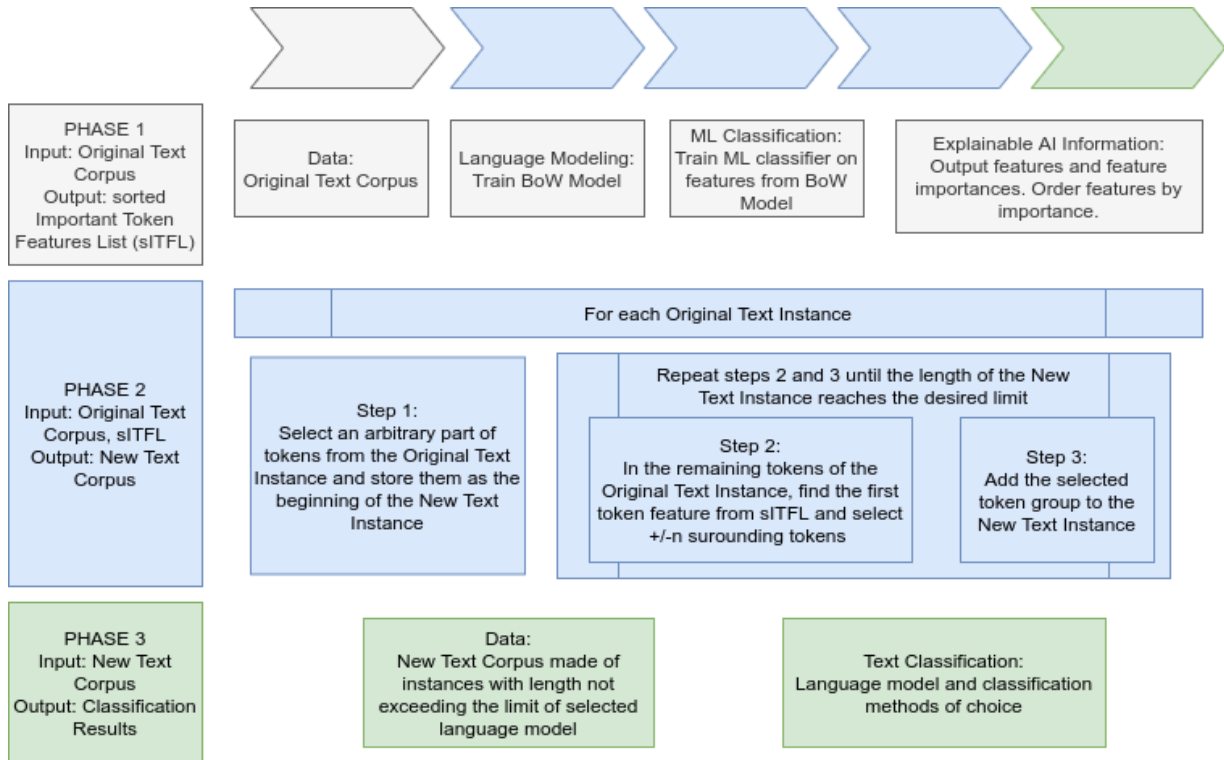 PHASE 1
Input: Original Text
Corpus
Output: sorted
Important Token
Features List (sITFL)
Data:
Original Text Corpus
Language Modeling:
Train BoW Model
ML Classification:
Train ML classifier on
features from BoW
Model
Explainable AI Information:
Output features and feature
importances. Order features by
importance.
PHASE 2
Input: Original Text
Corpus, sITFL
Output: New Text
Corpus
For each Original Text Instance
Step 1:
Select an arbitrary part of
tokens from the Original Text
Instance and store them as the
beginning of the New Text
Instance
Repeat steps 2 and 3 until the length of the New
Text Instance reaches the desired limit
Step 2:
In the remaining tokens of the
Original Text Instance, find the first
token feature from sITFL and select
+/-n surounding tokens
Step 3:
Add the selected
token group to the
New Text Instance
PHASE 3
Input: New Text
Corpus
Output: Classification
Results
Data:
New Text Corpus made of
instances with length not
exceeding the limit of selected
language model
Text Classification:
Language model and classification
methods of choice